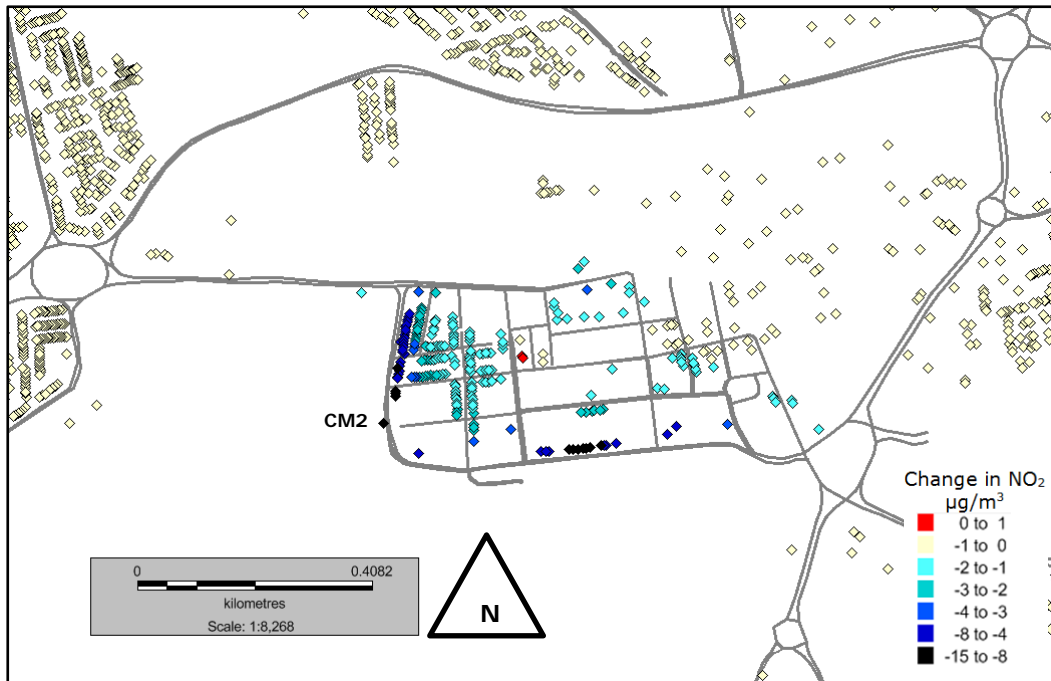 CM2
Change in NO₂
µg/m³
0 to 1
-1 to 0
-2 to -1
-3 to -2
-4 to -3
-8 to -4
-15 to -8
0 0.4082
kilometres
Scale: 1:8,268
N